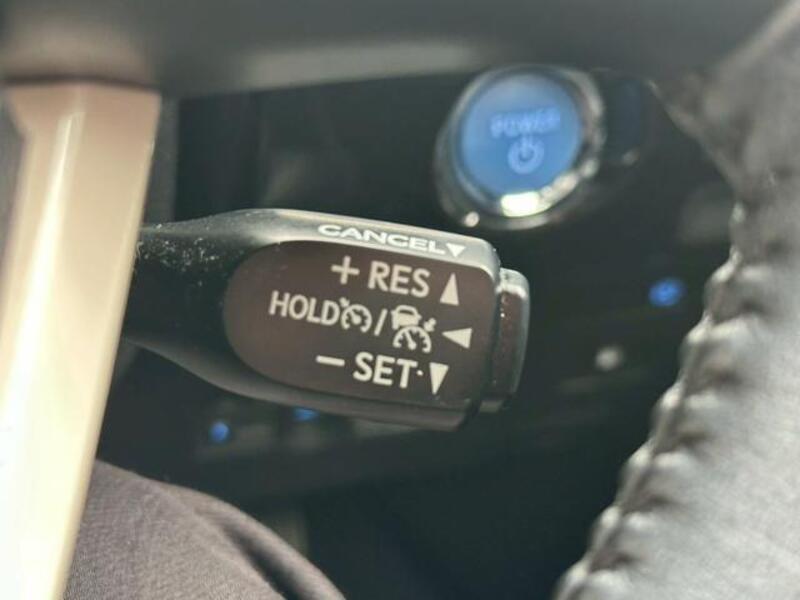 POWER
CANCEL▼
+ RES ▲
HOLD / ◀
− SET ▼